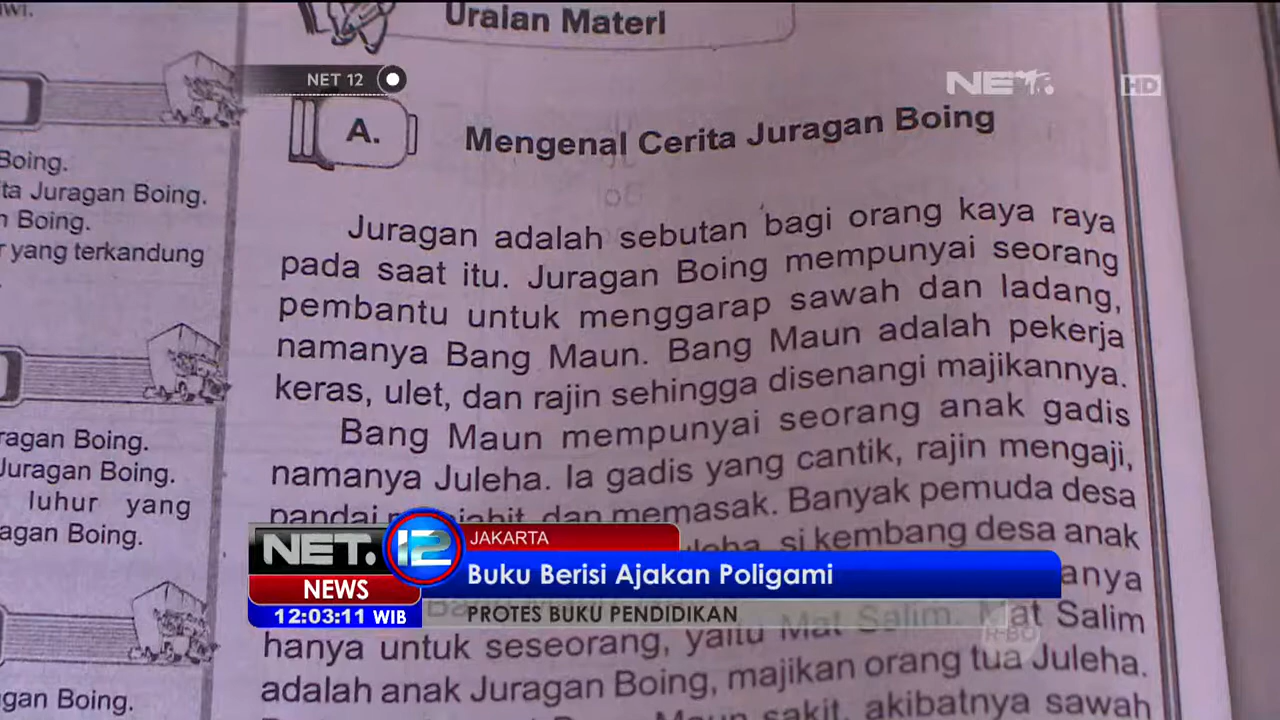 wi.
Uraian Materi
NET 12
NET.
HD
A.
Mengenal Cerita Juragan Boing
Boing.
ta Juragan Boing.
n Boing.
r yang terkandung
Juragan adalah sebutan bagi orang kaya raya
pada saat itu. Juragan Boing mempunyai seorang
pembantu untuk menggarap sawah dan ladang,
namanya Bang Maun. Bang Maun adalah pekerja
keras, ulet, dan rajin sehingga disenangi majikannya.
ragan Boing.
Juragan Boing.
luhur yang
agan Boing.
gan Boing.
Bang Maun mempunyai seorang anak gadis
namanya Juleha. Ia gadis yang cantik, rajin mengaji,
pandai dan memasak. Banyak pemuda desa
si kembang desa anak
anya
hanya untuk seseorang, yaitu Mat Salim. Mat Salim
adalah anak Juragan Boing, majikan orang tua Juleha.
sakit, akibatnya sawah
NET. 12
NEWS
12:03:11 WIB
JAKARTA
Buku Berisi Ajakan Poligami
PROTES BUKU PENDIDIKAN